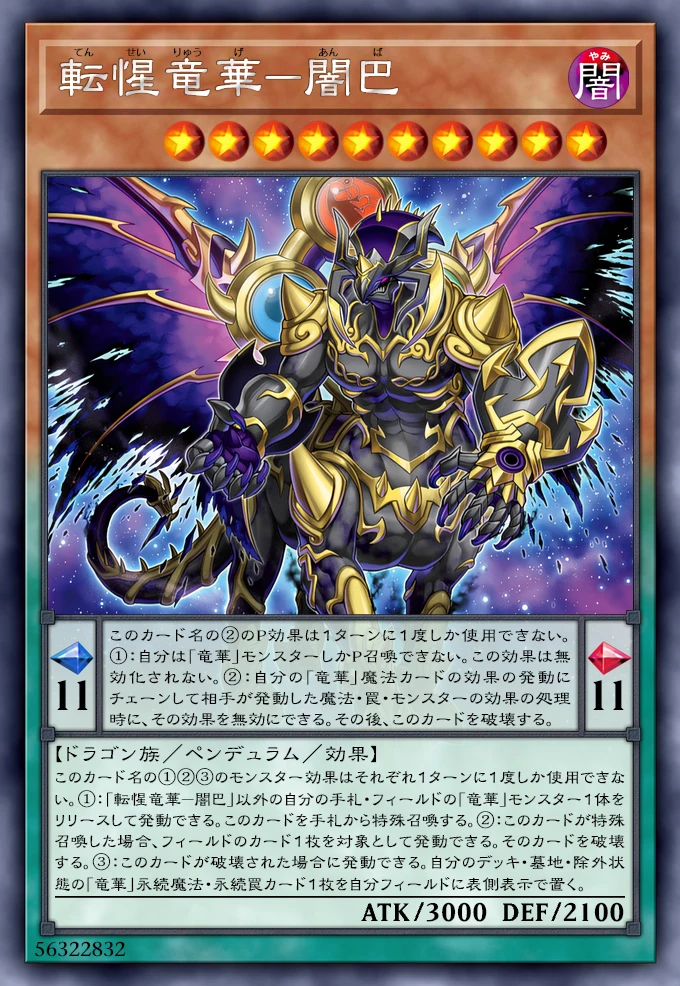 てん せい りゅう げ あん ば
転惺竜華－闇巴
やみ
闇
このカード名の②のP効果は1ターンに1度しか使用できない。
①：自分は「竜華」モンスターしかP召喚できない。この効果は無
効化されない。②：自分の「竜華」魔法カードの効果の発動に
チェーンして相手が発動した魔法・罠・モンスターの効果の処理
時に、その効果を無効にできる。その後、このカードを破壊する。
11
11
【ドラゴン族／ペンデュラム／効果】
このカード名の①②③のモンスター効果はそれぞれ1ターンに1度しか使用できな
い。①：「転惺竜華－闇巴」以外の自分の手札・フィールドの「竜華」モンスター1体を
リリースして発動できる。このカードを手札から特殊召喚する。②：このカードが特殊
召喚した場合、フィールドのカード1枚を対象として発動できる。そのカードを破壊
する。③：このカードが破壊された場合に発動できる。自分のデッキ・墓地・除外状
態の「竜華」永続魔法・永続罠カード1枚を自分フィールドに表側表示で置く。
ATK/3000 DEF/2100
56322832